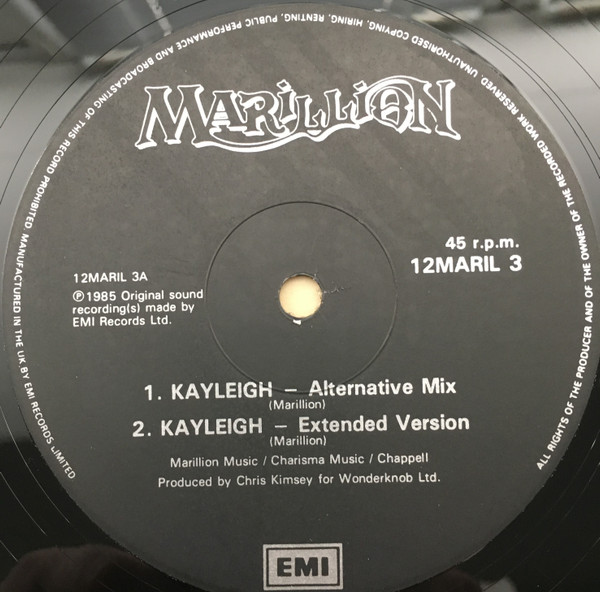 MARILLION
45 r.p.m.
12MARIL 3
12MARIL 3A
Ⓟ1985 Original sound
recording(s) made by
EMI Records Ltd.
1. KAYLEIGH – Alternative Mix
(Marillion)
2. KAYLEIGH – Extended Version
(Marillion)
Marillion Music / Charisma Music / Chappell
Produced by Chris Kimsey for Wonderknob Ltd.
EMI
ALL RIGHTS OF THE PRODUCER AND OF THE OWNER OF THE RECORDED WORK RESERVED. UNAUTHORISED COPYING, HIRING, RENTING, PUBLIC PERFORMANCE AND BROADCASTING OF THIS RECORD PROHIBITED. MANUFACTURED IN THE UK BY EMI RECORDS LIMITED